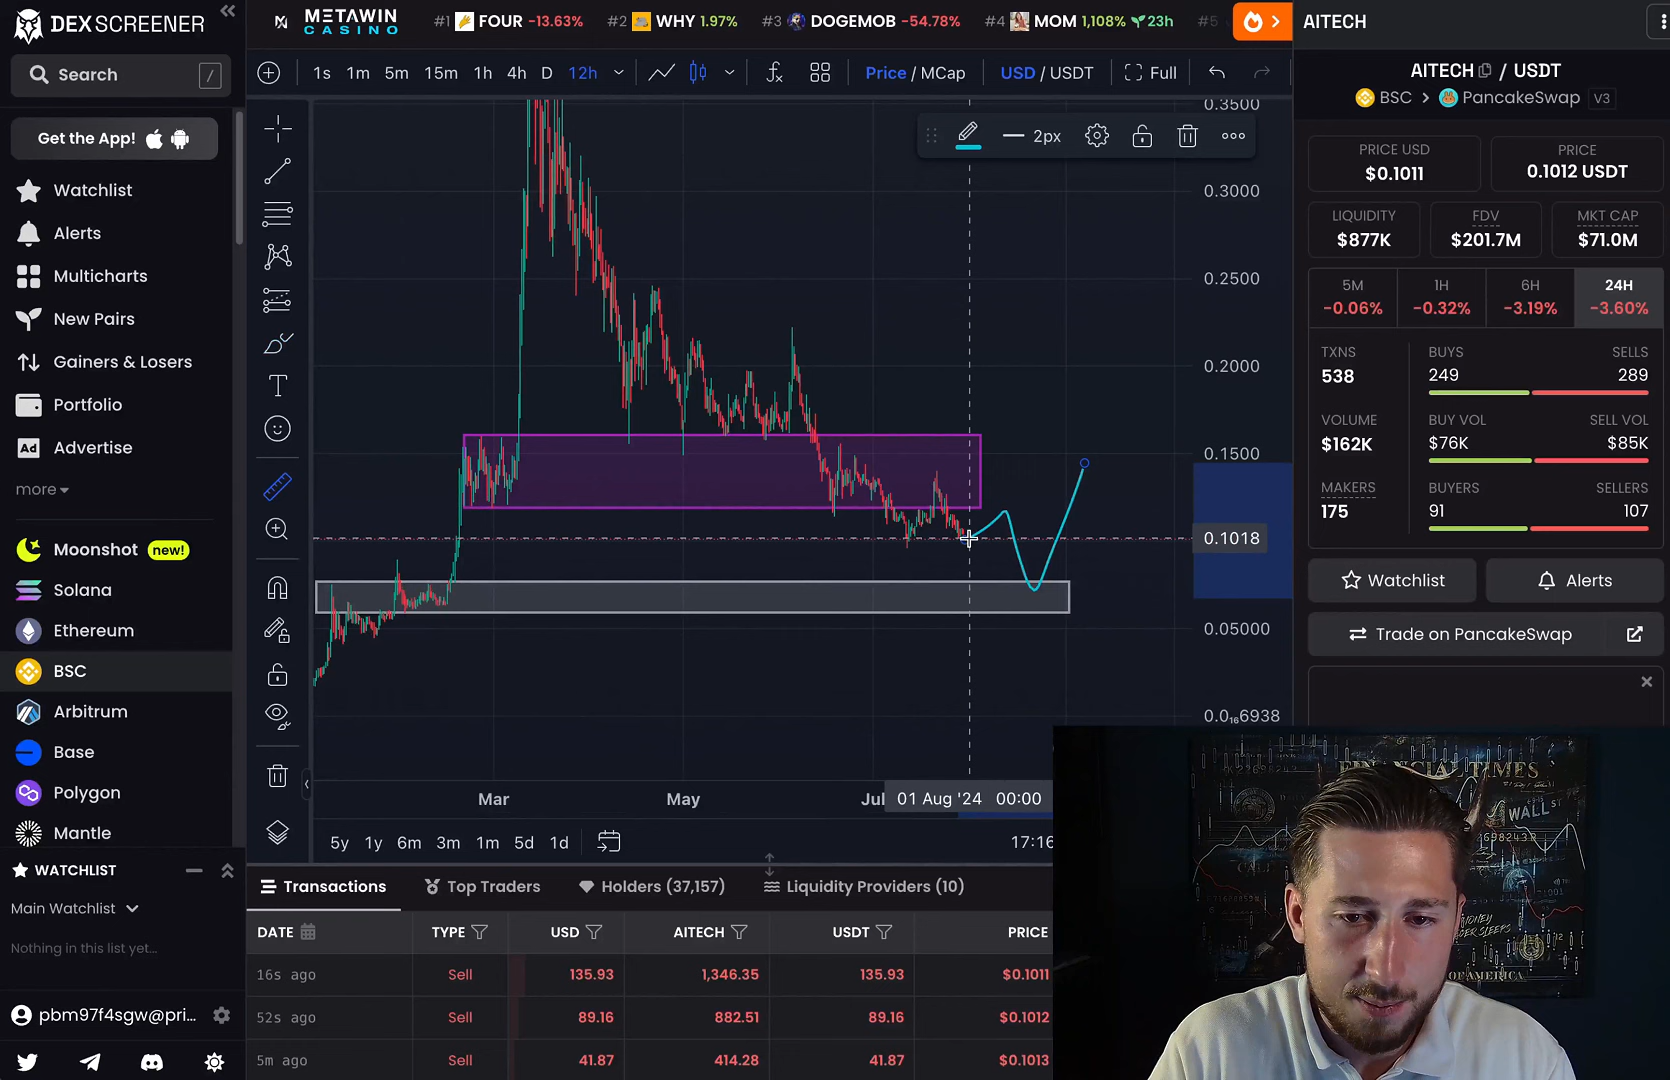 DEX SCREENER
Search /
Get the App!
Watchlist
Alerts
Multicharts
New Pairs
Gainers & Losers
Portfolio
Ad Advertise
more
Moonshot new!
Solana
Ethereum
BSC
Arbitrum
Base
Polygon
Mantle
WATCHLIST
Main Watchlist
Nothing in this list yet…
pbm97f4sgw@pri...
METAWIN CASINO #1 FOUR -13.63% #2 WHY 1.97% #3 DOGEMOB -54.78% #4 MOM 1,108% 23h #5
1s 1m 5m 15m 1h 4h D 12h Price / MCap USD / USDT Full
2px
0.3500
0.3000
0.2500
0.2000
0.1500
0.1018
0.05000
0.0₁₆6938
Mar May Jul 01 Aug '24 00:00
5y 1y 6m 3m 1m 5d 1d 17:16
Transactions Top Traders Holders (37,157) Liquidity Providers (10)
DATE TYPE USD AITECH USDT PRICE
16s ago Sell 135.93 1,346.35 135.93 $0.1011
52s ago Sell 89.16 882.51 89.16 $0.1012
5m ago Sell 41.87 414.28 41.87 $0.1013
AITECH
AITECH / USDT
BSC > PancakeSwap V3
PRICE USD PRICE
$0.1011 0.1012 USDT
LIQUIDITY FDV MKT CAP
$877K $201.7M $71.0M
5M 1H 6H 24H
-0.06% -0.32% -3.19% -3.60%
TXNS BUYS SELLS
538 249 289
VOLUME BUY VOL SELL VOL
$162K $76K $85K
MAKERS BUYERS SELLERS
175 91 107
Watchlist Alerts
Trade on PancakeSwap
FINANCIAL TIMES
WALL ST
MONEY
ER SLEEPS
OF AMERICA